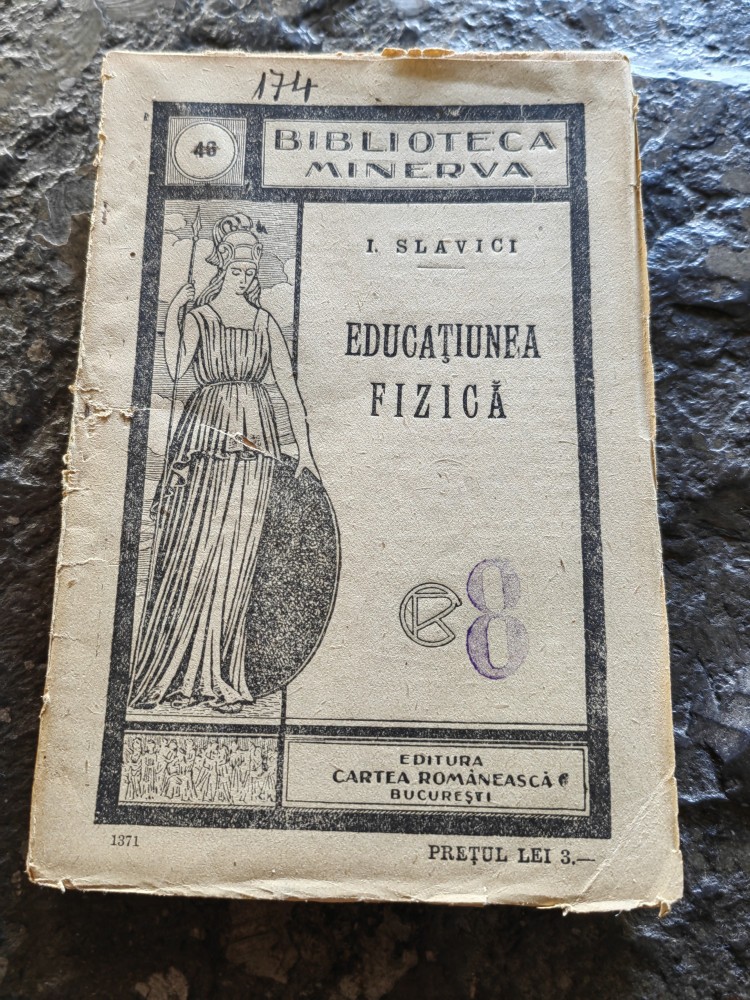 174
46
BIBLIOTECA
MINERVA
I. SLAVICI
EDUCAŢIUNEA
FIZICĂ
8
EDITURA
CARTEA ROMÂNEASCĂ
BUCUREŞTI
1371
PREŢUL LEI 3.—